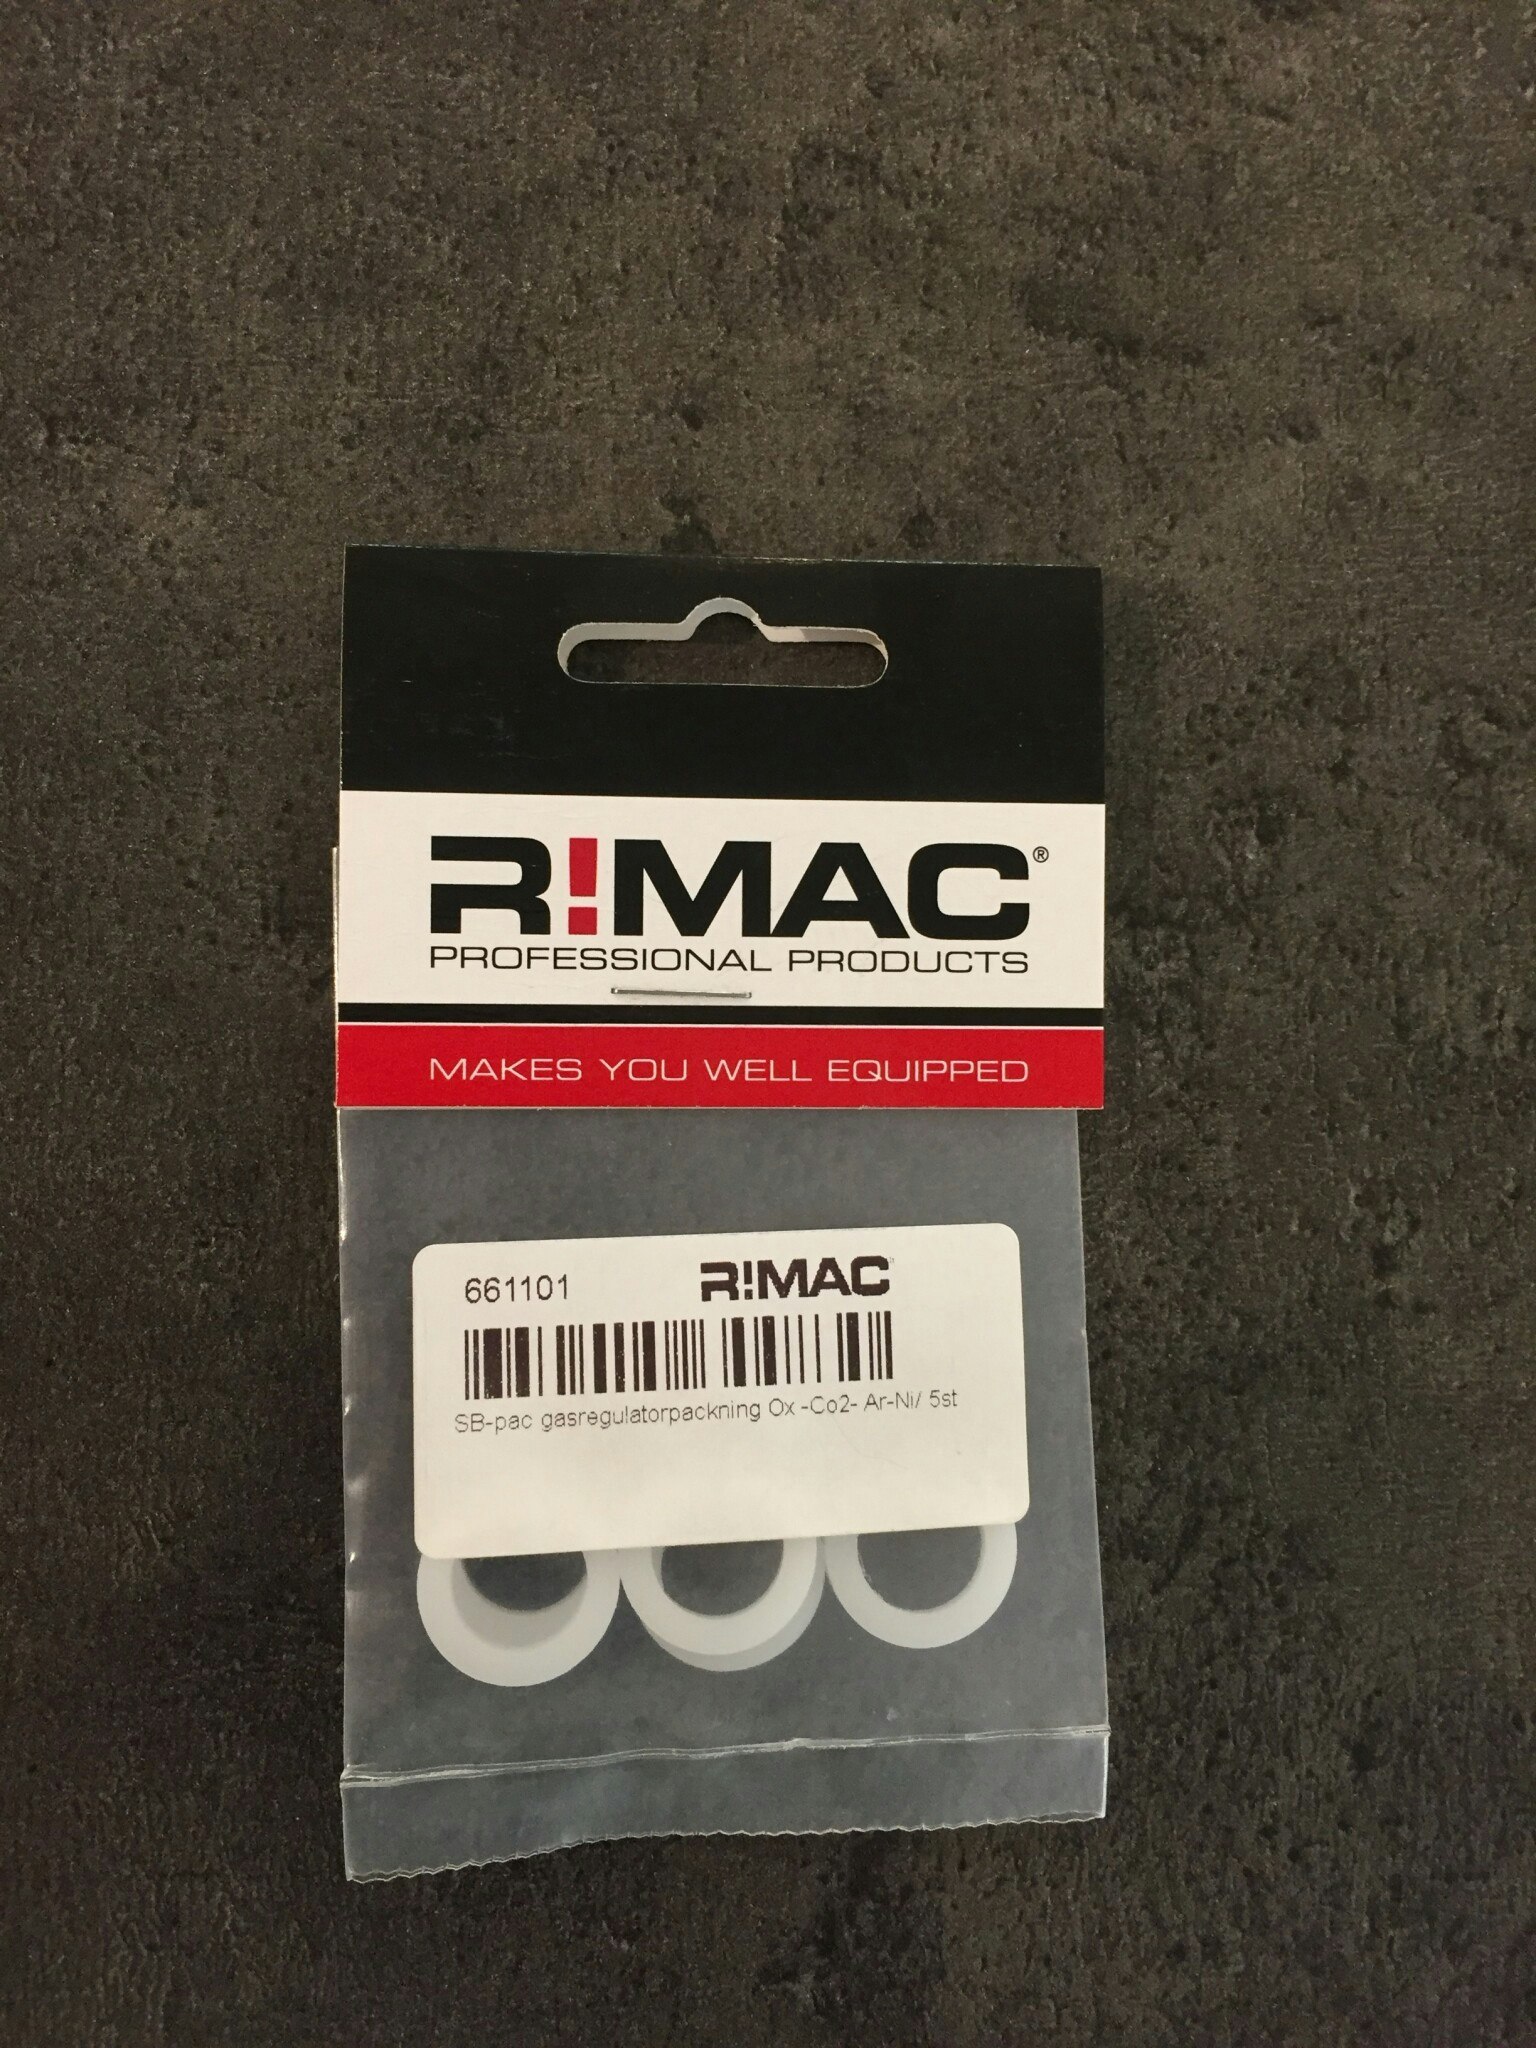 R!MAC®
PROFESSIONAL PRODUCTS
MAKES YOU WELL EQUIPPED
661101 R!MAC
SB-pac gasregulatorpackning Ox -Co2- Ar-Ni/ 5st